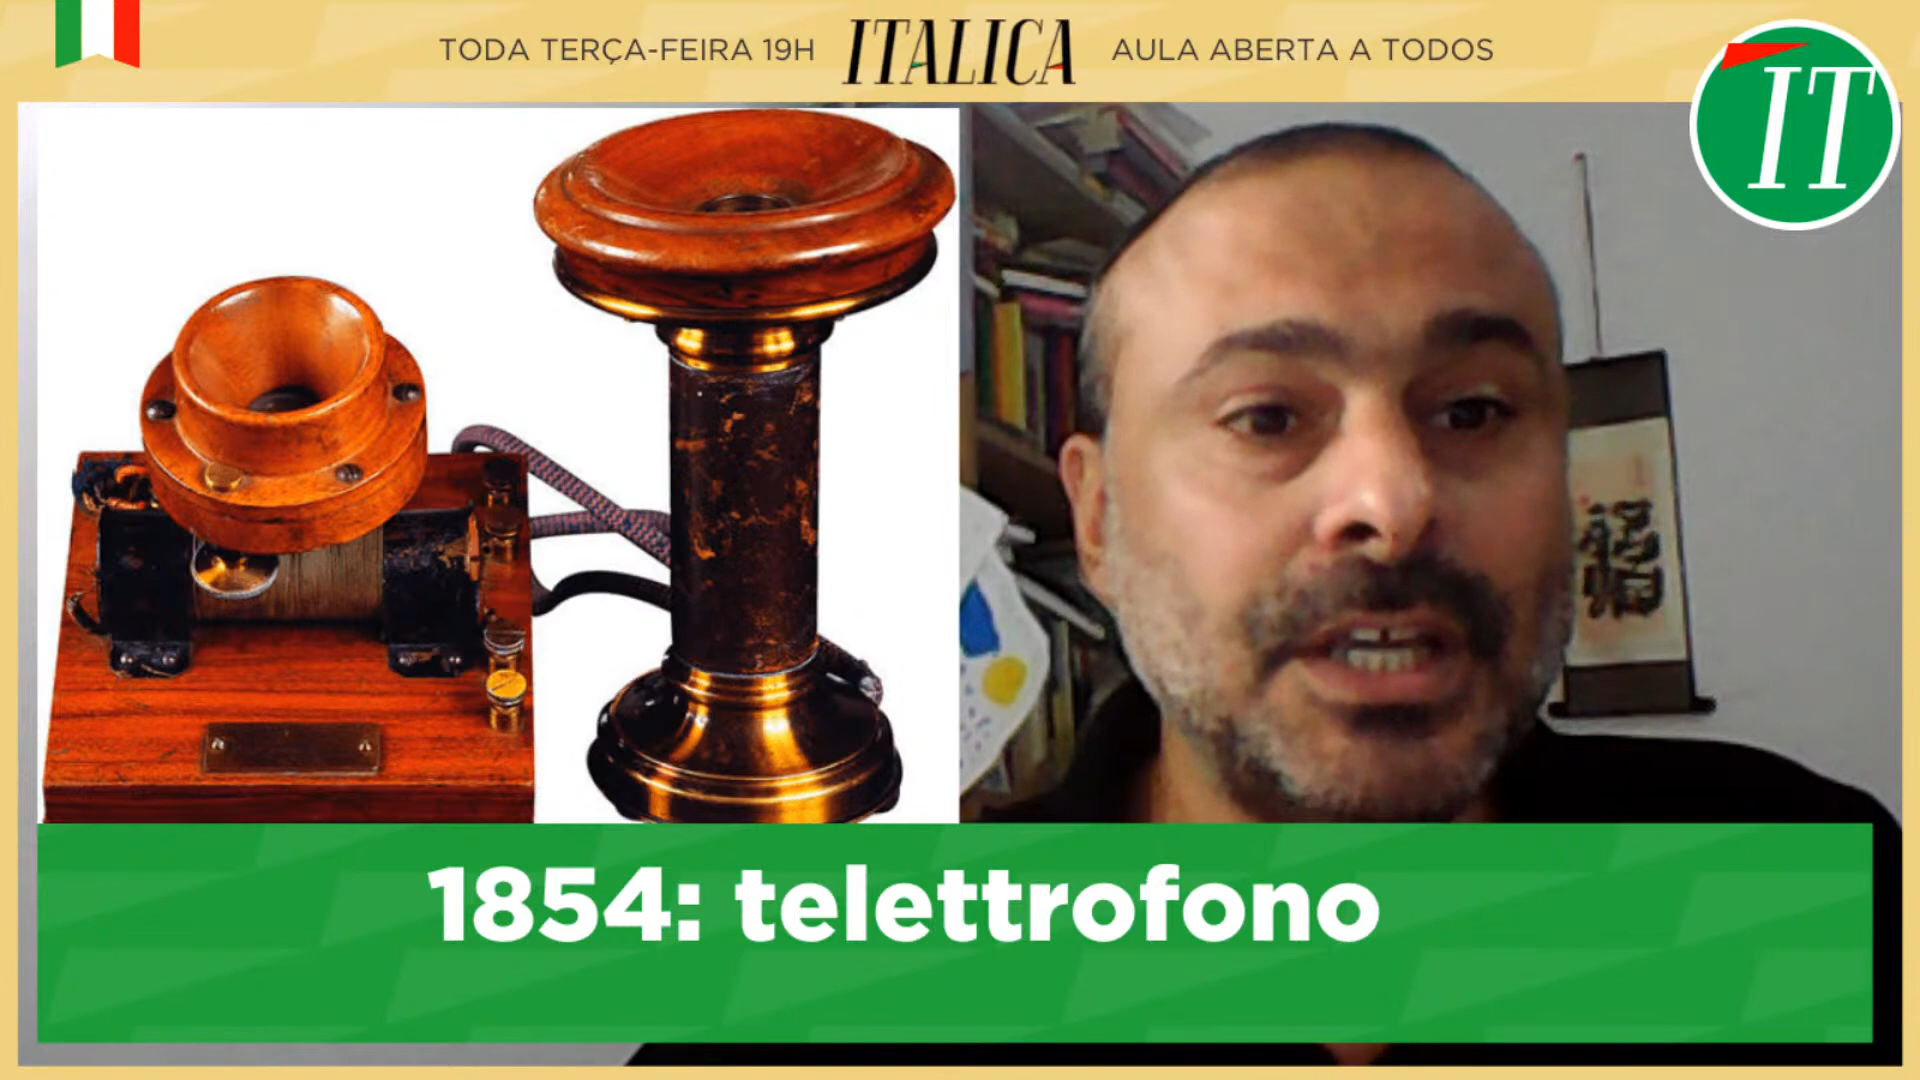 TODA TERÇA-FEIRA 19H ITALICA AULA ABERTA A TODOS
IT
1854: telettrofono